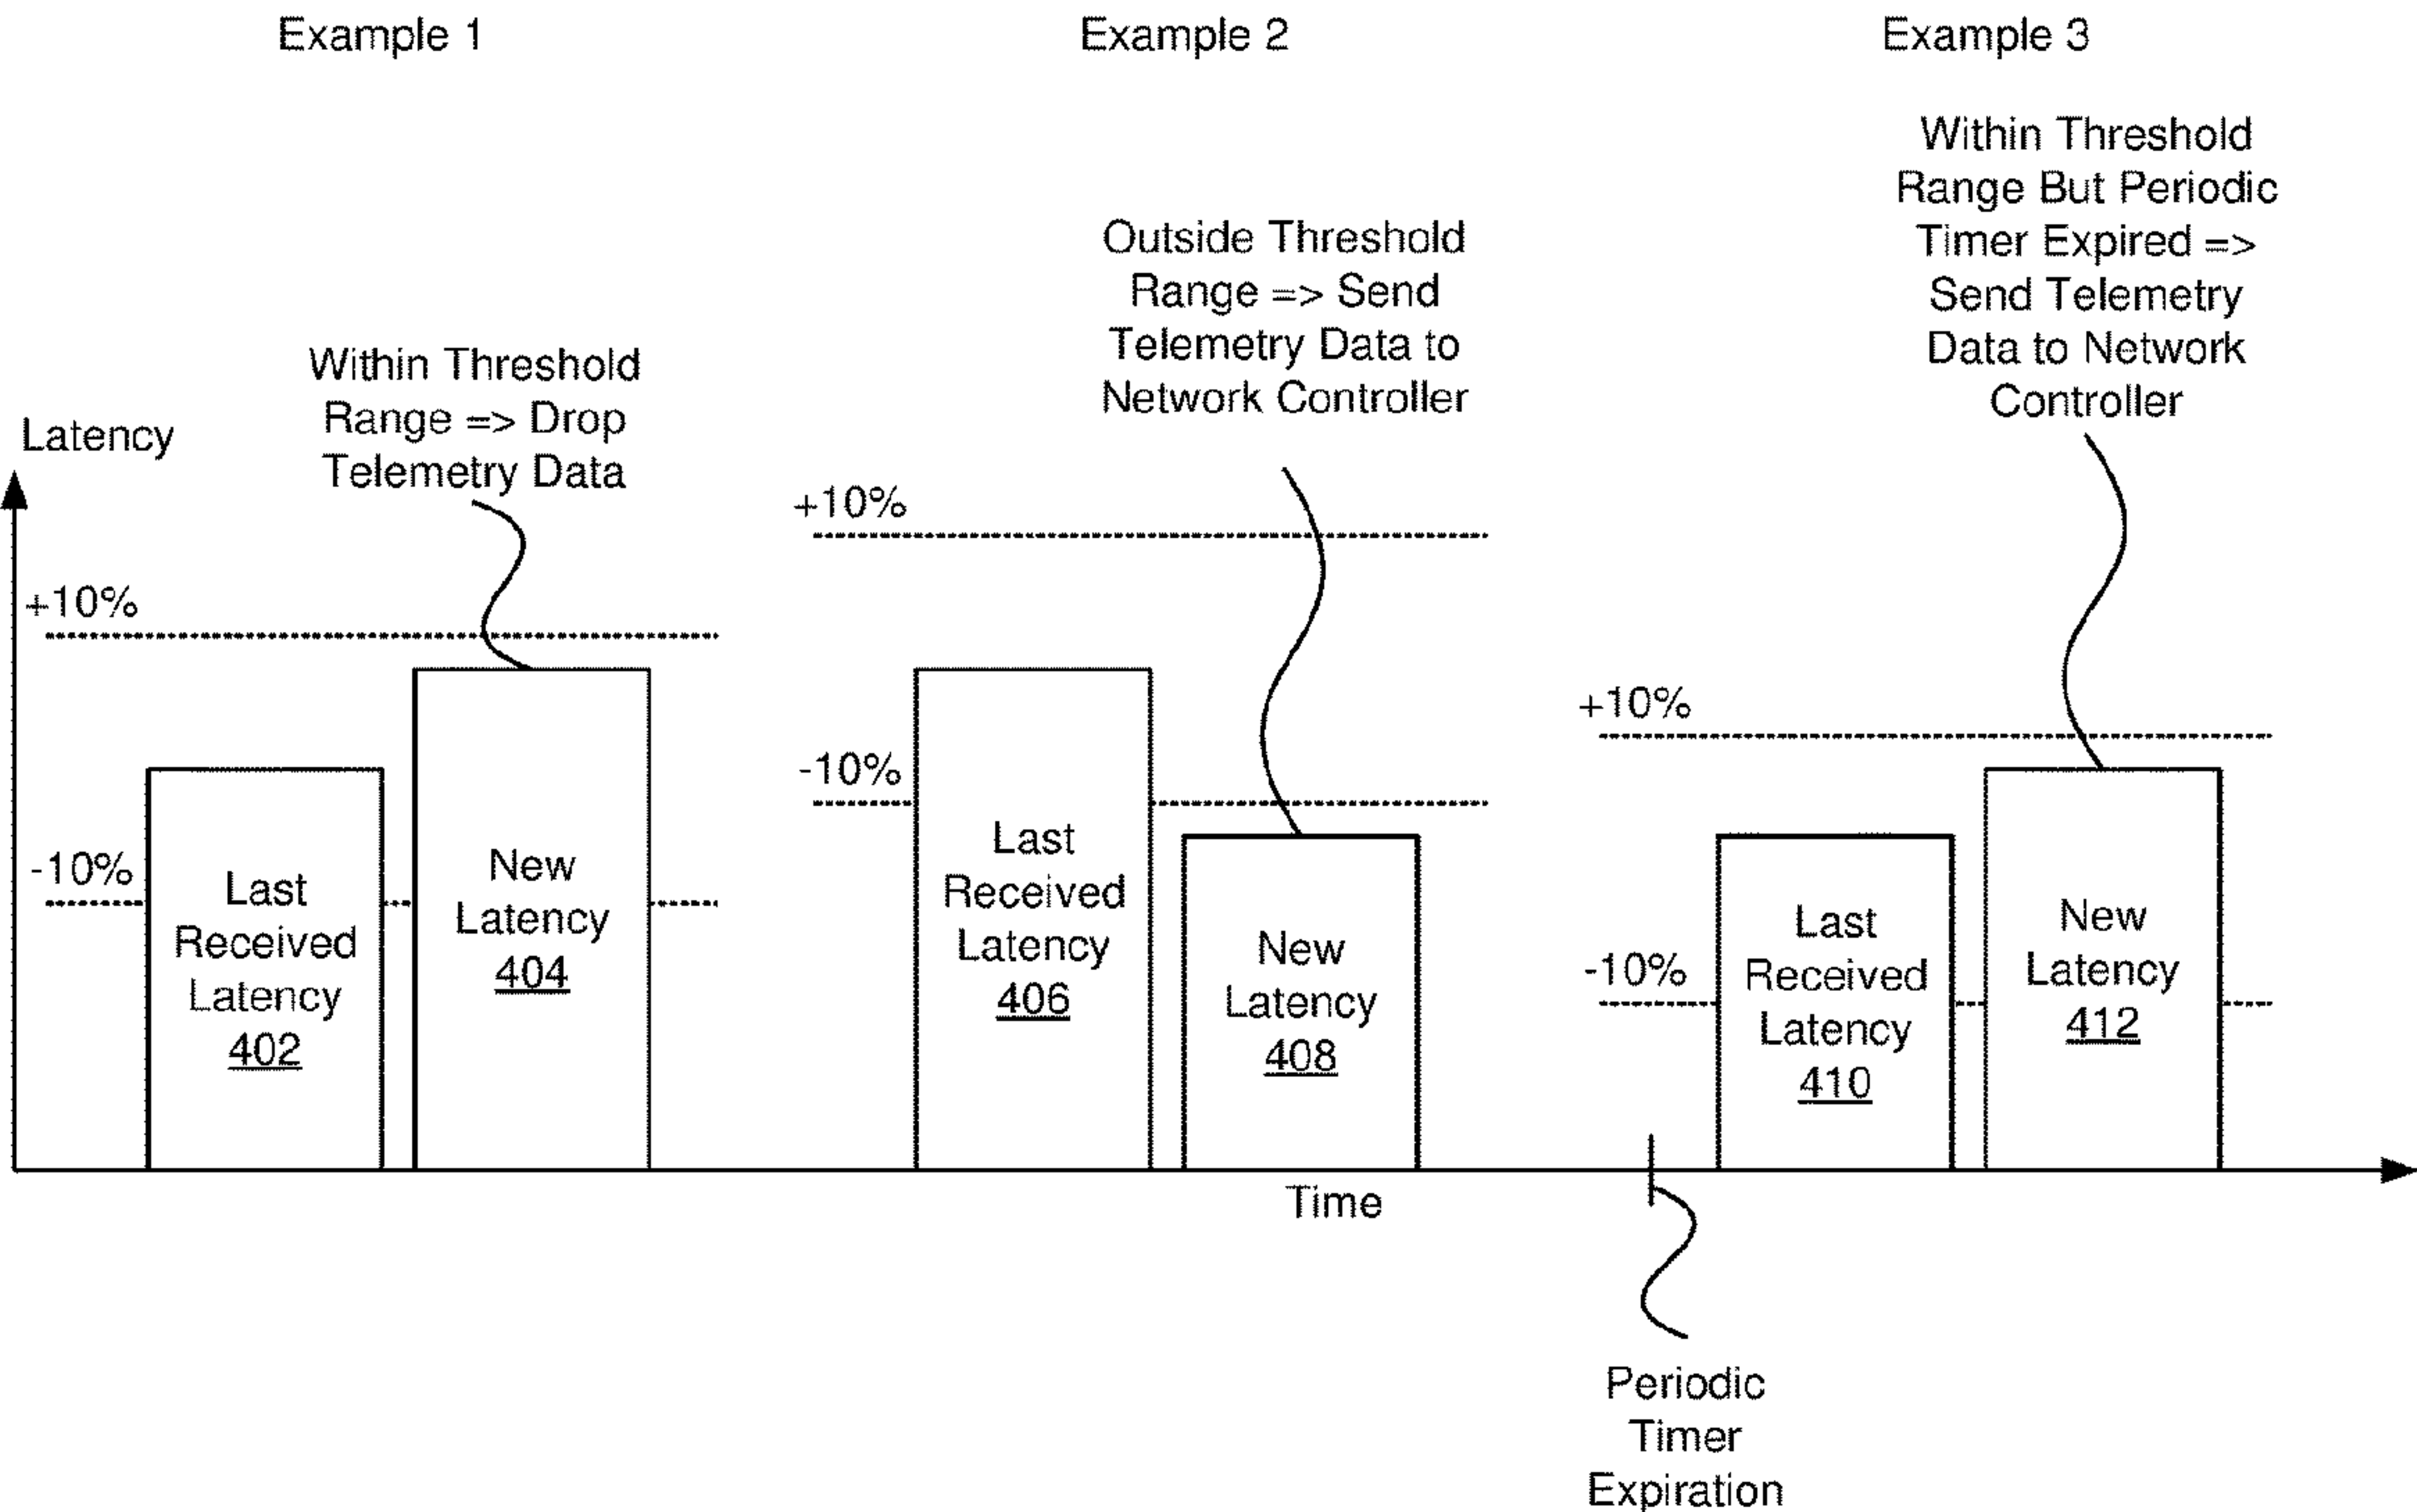 Example 1
Example 2
Example 3
Within Threshold
Range => Drop
Telemetry Data
Outside Threshold
Range => Send
Telemetry Data to
Network Controller
Within Threshold
Range But Periodic
Timer Expired =>
Send Telemetry
Data to Network
Controller
Latency
+10%
-10%
Last
Received
Latency
402
New
Latency
404
+10%
-10%
Last
Received
Latency
406
New
Latency
408
+10%
-10%
Last
Received
Latency
410
New
Latency
412
Time
Periodic
Timer
Expiration